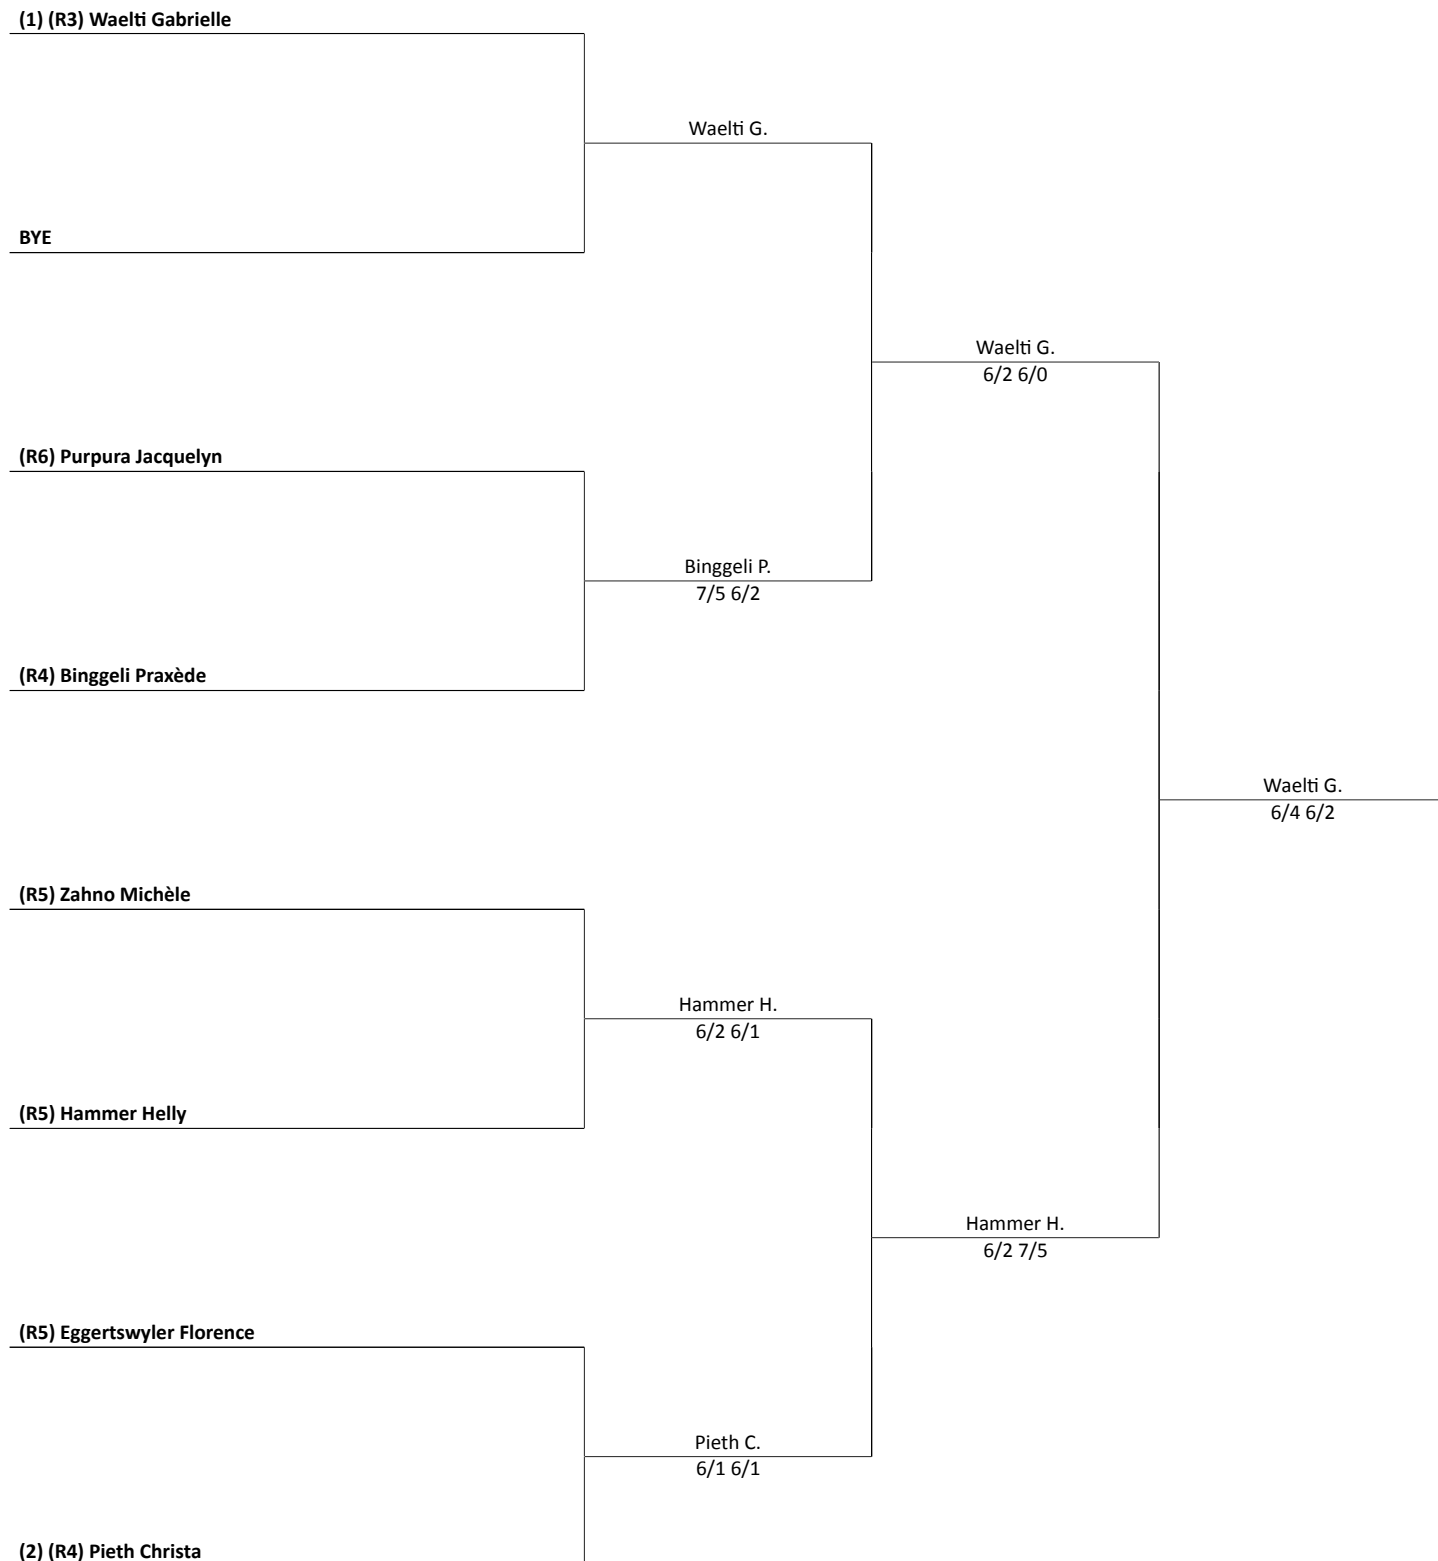 (1) (R3) Waelti Gabrielle
Waelti G.
BYE
Waelti G.
6/2 6/0
(R6) Purpura Jacquelyn
Binggeli P.
7/5 6/2
(R4) Binggeli Praxède
Waelti G.
6/4 6/2
(R5) Zahno Michèle
Hammer H.
6/2 6/1
(R5) Hammer Helly
Hammer H.
6/2 7/5
(R5) Eggertswyler Florence
Pieth C.
6/1 6/1
(2) (R4) Pieth Christa